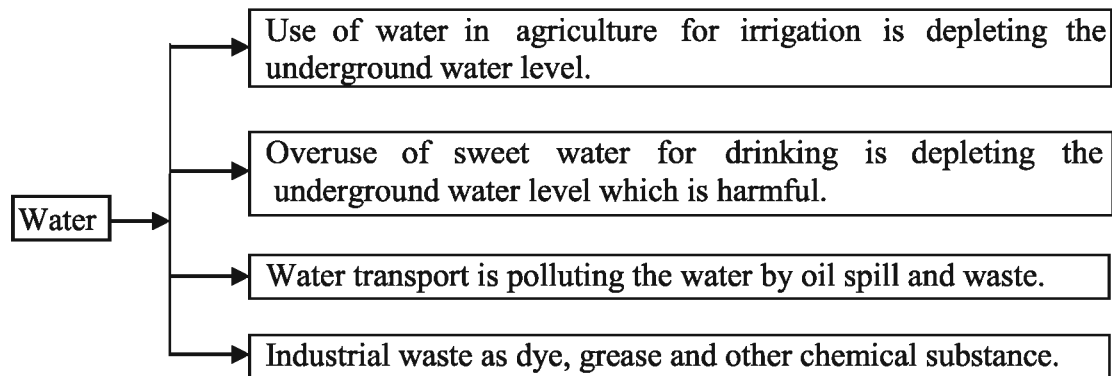 Use of water in agriculture for irrigation is depleting the
underground water level.
Overuse of sweet water for drinking is depleting the
underground water level which is harmful.
Water
Water transport is polluting the water by oil spill and waste.
Industrial waste as dye, grease and other chemical substance.